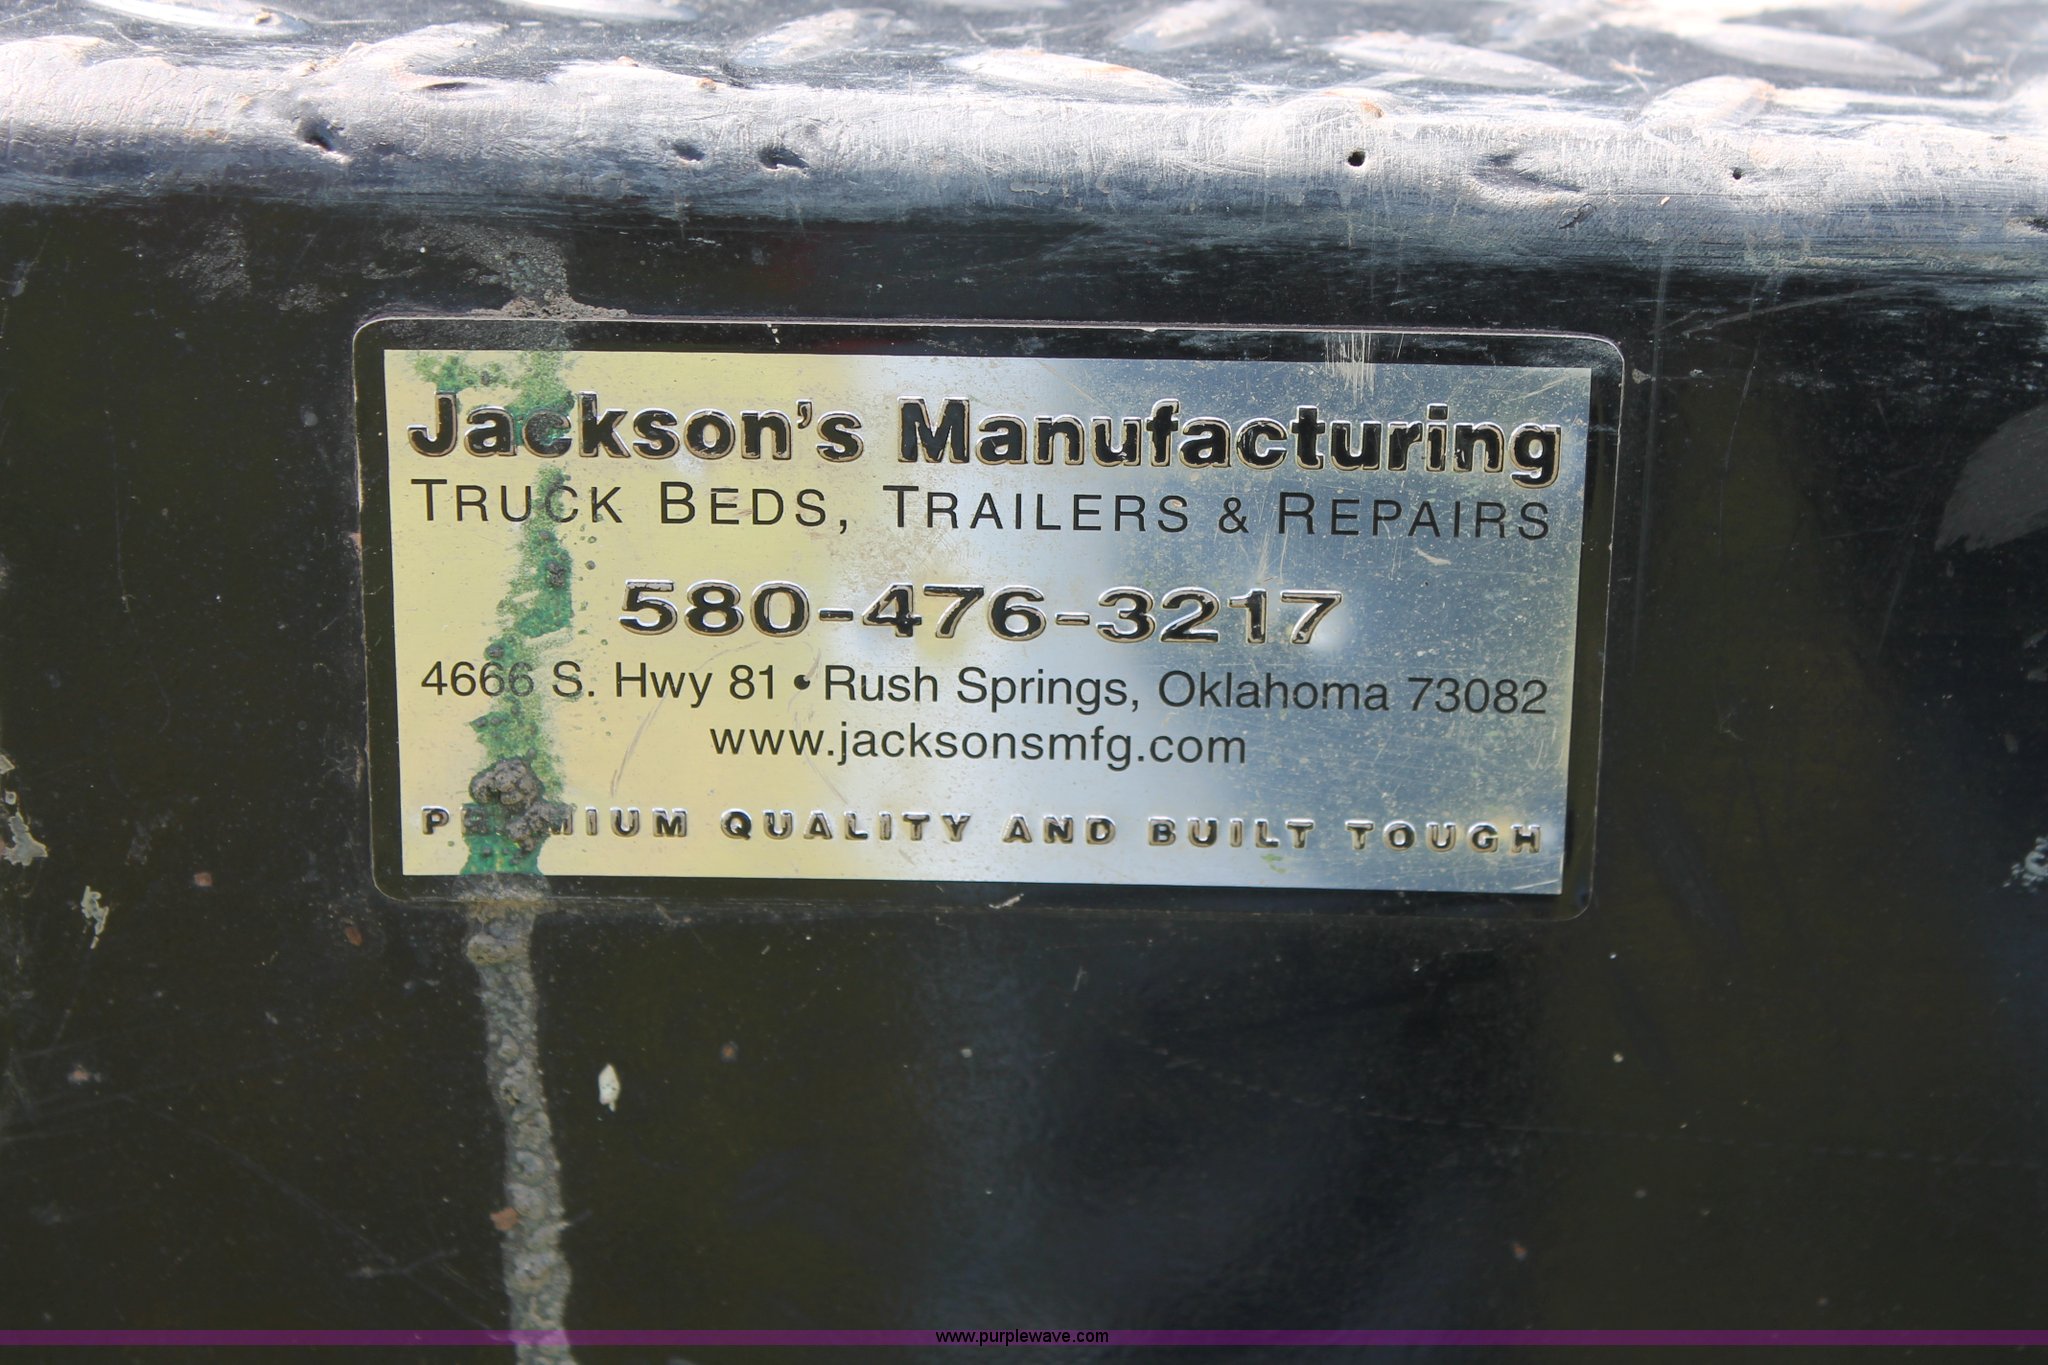 Jackson's Manufacturing
TRUCK BEDS, TRAILERS & REPAIRS
580-476-3217
4666 S. Hwy 81 • Rush Springs, Oklahoma 73082
www.jacksonsmfg.com
PREMIUM QUALITY AND BUILT TOUGH
www.purplewave.com